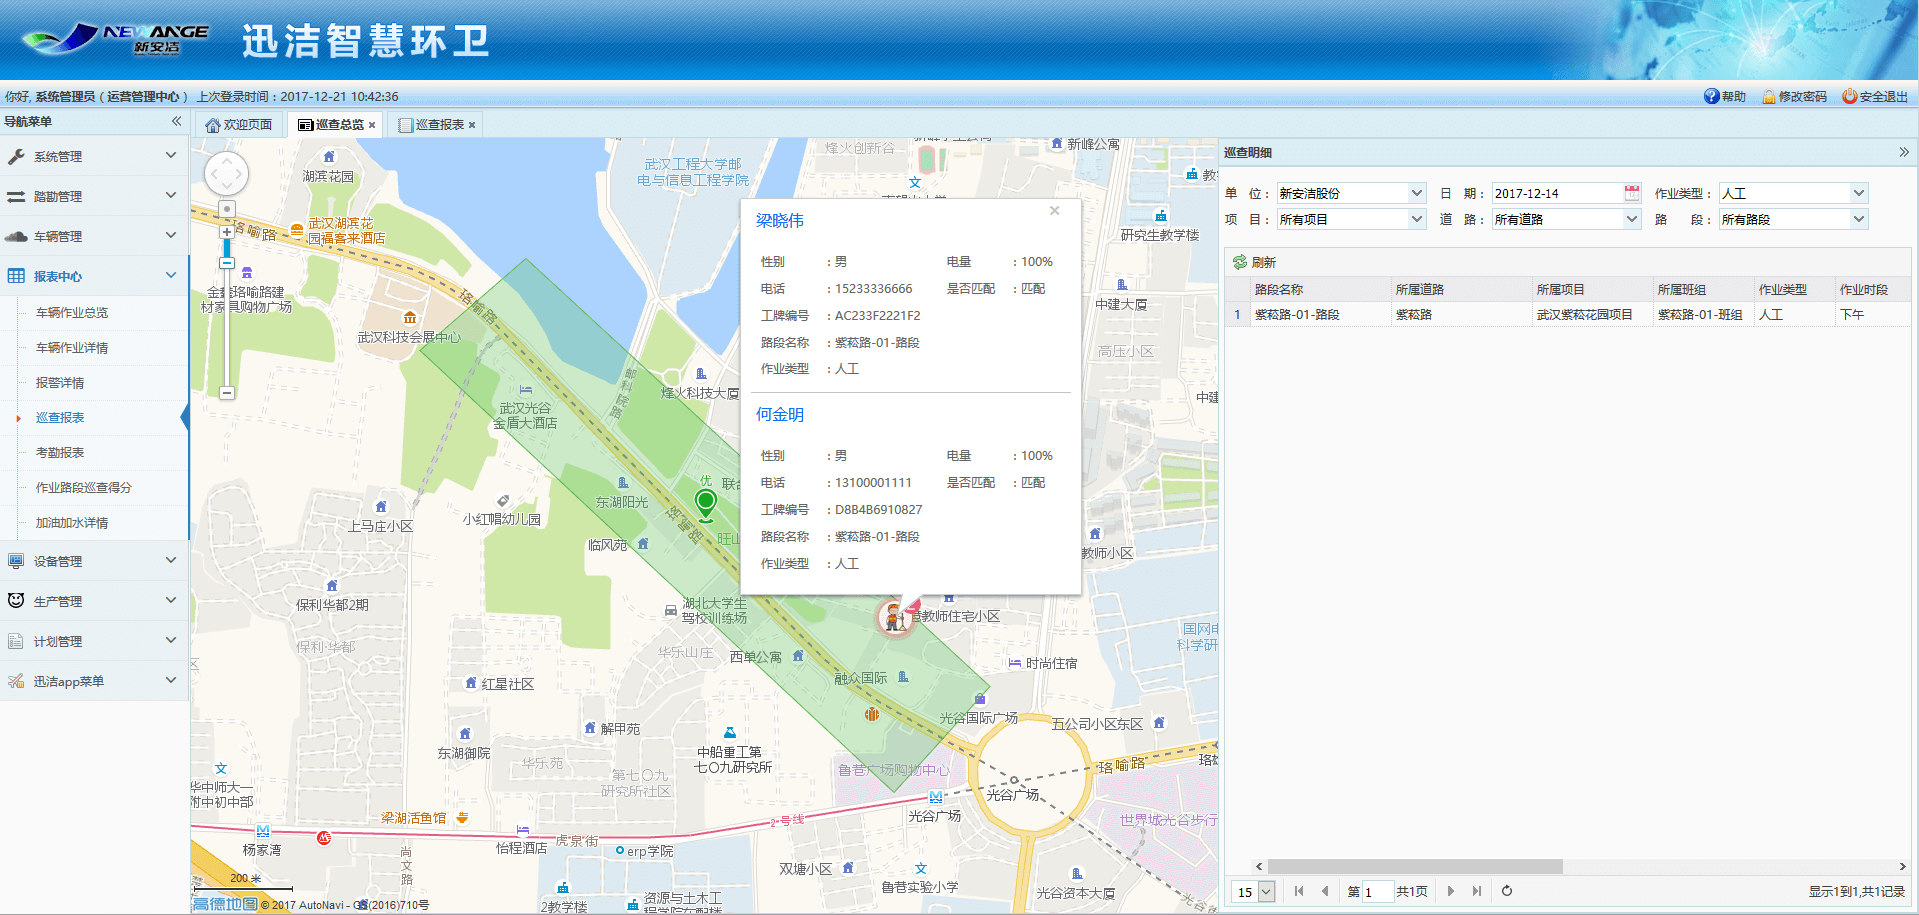 NEWANGE
新安洁
迅洁智慧环卫
你好, 系统管理员 ( 运营管理中心 ) 上次登录时间 : 2017-12-21 10:42:36
帮助 修改密码 安全退出
导航菜单
系统管理
踏勘管理
车辆管理
报表中心
车辆作业总览
车辆作业详情
报警详情
巡查报表
考勤报表
作业路段巡查得分
加油加水详情
设备管理
生产管理
计划管理
迅洁app菜单
欢迎页面 巡查总览 巡查报表
湖滨花园
武汉工程大学邮
电与信息工程学院
烽火创新谷
新峰公寓
武汉湖滨花
园福客来酒店
珞喻路
研究生教学楼
金鑫珞喻路建
材家具购物广场
珞喻路
武汉科技会展中心
中建大厦
高压小区
邮科院路
烽火科技大厦
武汉光谷
金盾大酒店
优
东湖阳光
珞喻路
上马庄小区
小红帽幼儿园
临风苑
教师小区
保利华都2期
湖北大学生
驾校训练场
教师住宅小区
保利·华都
华乐山庄
西单公寓
时尚住宿
融众国际
红星社区
光谷国际广场
五公司小区东区
解甲苑
东湖御院
中船重工第
七〇九研究所
华乐苑
第七〇九
研究所社区
鲁巷广场购物中心
珞喻路
光谷广场
华中师大一
附中初中部
梁湖活鱼馆
光谷广场
2号线
世界城光谷步行
虎泉街
杨家湾
怡程酒店
erp学院
尚文路
双塘小区
鲁巷实验小学
光谷资本大厦
200 米
2教学楼
资源与土木工
高德地图 © 2017 AutoNavi - GS(2016)710号
梁晓伟
性别 : 男 电量 : 100%
电话 : 15233336666 是否匹配 : 匹配
工牌编号 : AC233F2221F2
路段名称 : 紫菘路-01-路段
作业类型 : 人工
何金明
性别 : 男 电量 : 100%
电话 : 13100001111 是否匹配 : 匹配
工牌编号 : D8B4B6910827
路段名称 : 紫菘路-01-路段
作业类型 : 人工
巡查明细
单 位 : 新安洁股份 日 期 : 2017-12-14 作业类型 : 人工
项 目 : 所有项目 道 路 : 所有道路 路 段 : 所有路段
刷新
路段名称 所属道路 所属项目 所属班组 作业类型 作业时段
1 紫菘路-01-路段 紫菘路 武汉紫菘花园项目 紫菘路-01-班组 人工 下午
15 第 1 共1页 显示1到1,共1记录